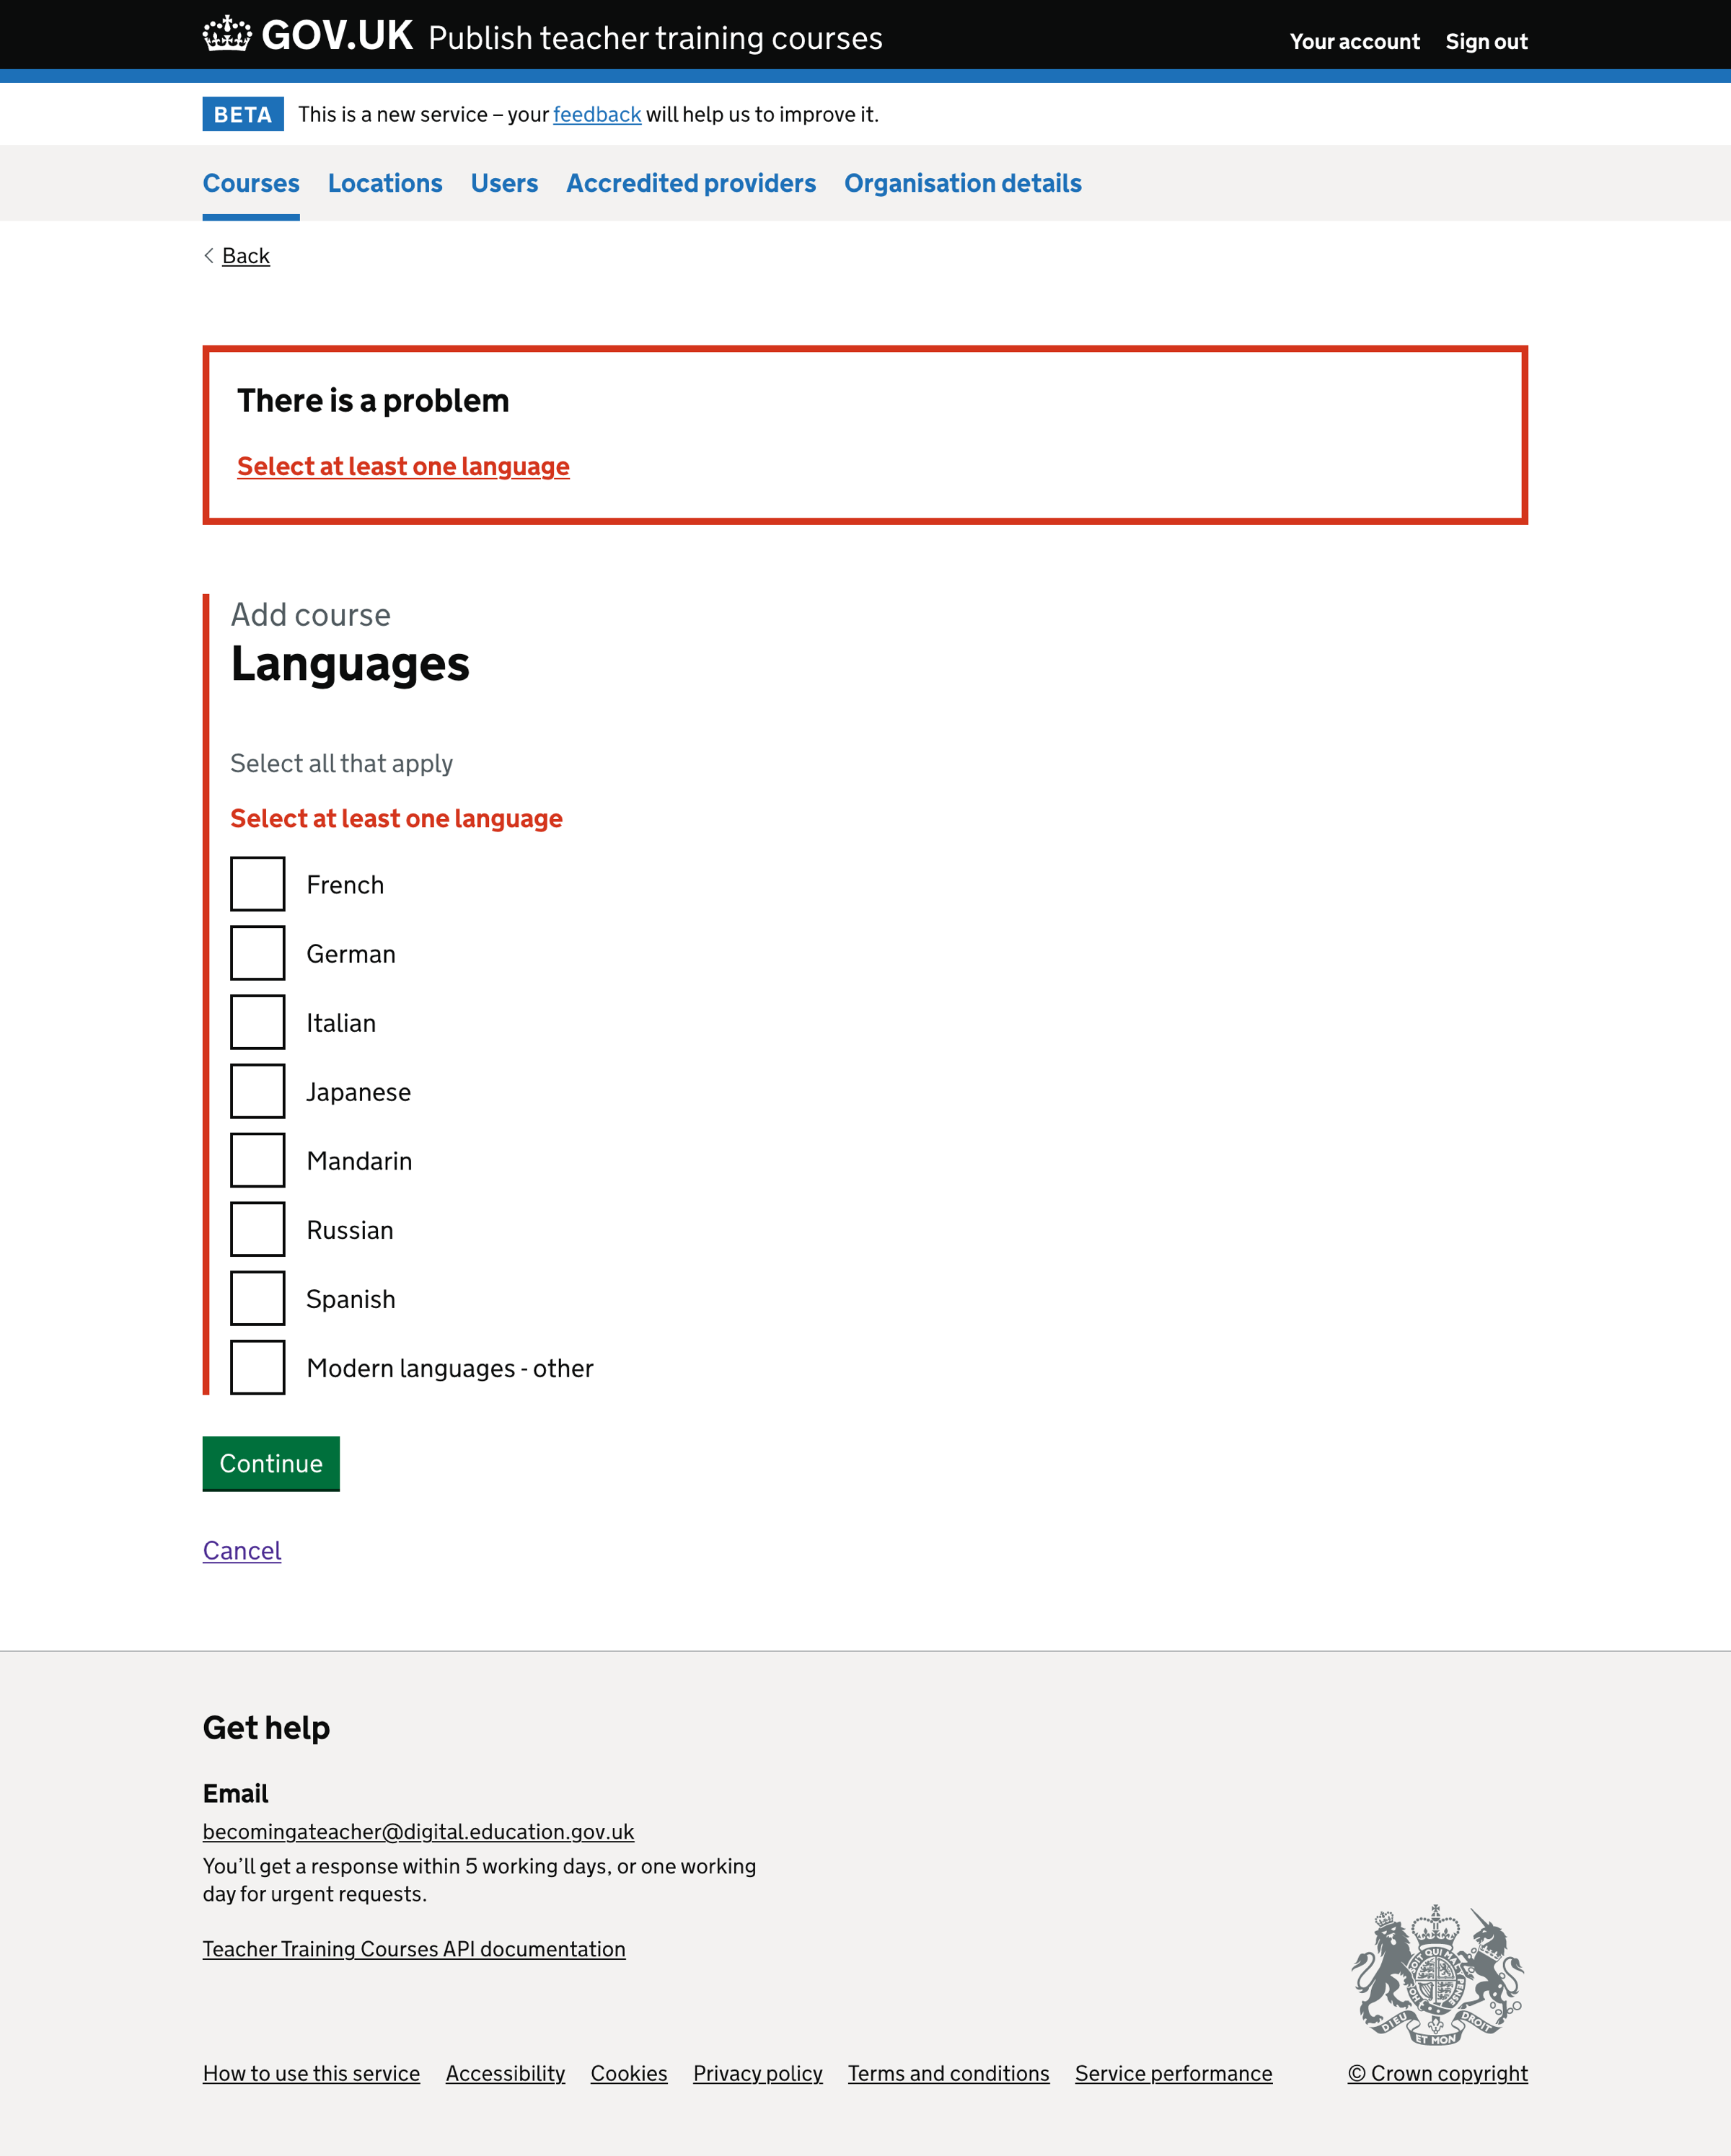 GOV.UK Publish teacher training courses Your account Sign out
BETA This is a new service – your feedback will help us to improve it.
Courses Locations Users Accredited providers Organisation details
Back
There is a problem
Select at least one language
Add course
Languages
Select all that apply
Select at least one language
French
German
Italian
Japanese
Mandarin
Russian
Spanish
Modern languages - other
Continue
Cancel
Get help
Email
becomingateacher@digital.education.gov.uk
You’ll get a response within 5 working days, or one working
day for urgent requests.
Teacher Training Courses API documentation
DIEU ET MON DROIT
How to use this service Accessibility Cookies Privacy policy Terms and conditions Service performance © Crown copyright